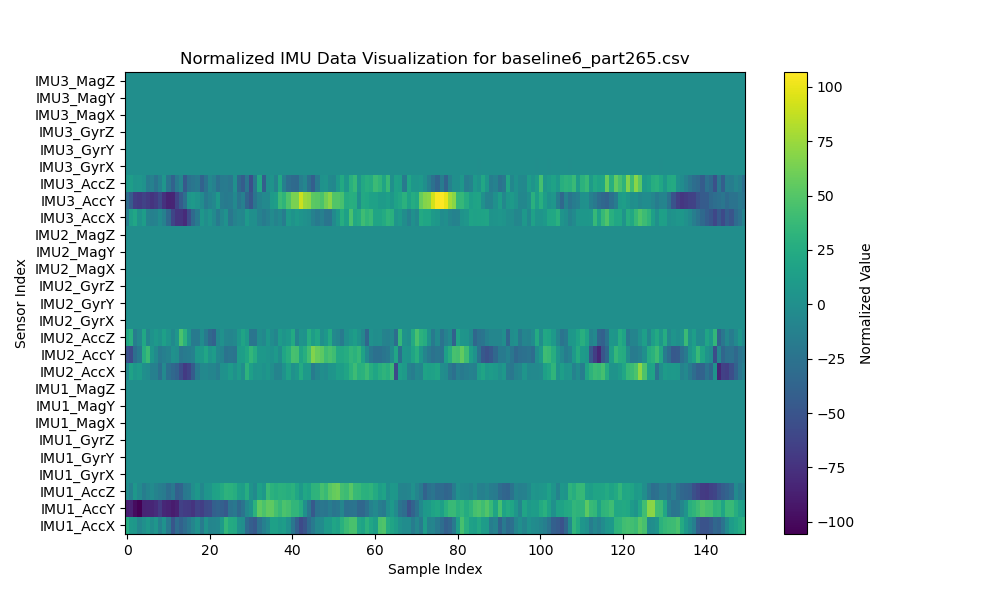 Normalized IMU Data Visualization for baseline6_part265.csv
IMU3_MagZ
IMU3_MagY
IMU3_MagX
IMU3_GyrZ
IMU3_GyrY
IMU3_GyrX
IMU3_AccZ
IMU3_AccY
IMU3_AccX
IMU2_MagZ
IMU2_MagY
IMU2_MagX
IMU2_GyrZ
IMU2_GyrY
IMU2_GyrX
IMU2_AccZ
IMU2_AccY
IMU2_AccX
IMU1_MagZ
IMU1_MagY
IMU1_MagX
IMU1_GyrZ
IMU1_GyrY
IMU1_GyrX
IMU1_AccZ
IMU1_AccY
IMU1_AccX
Sensor Index
0 20 40 60 80 100 120 140
Sample Index
100
75
50
25
0
−25
−50
−75
−100
Normalized Value